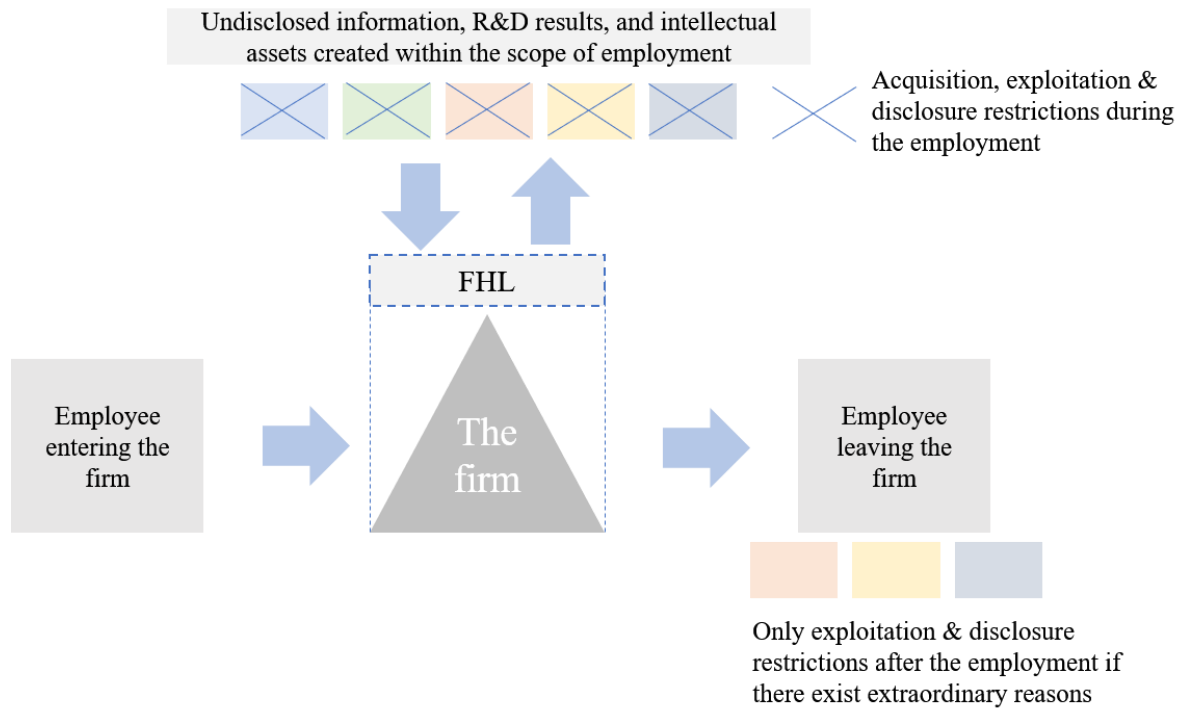 Undisclosed information, R&D results, and intellectual
assets created within the scope of employment
Acquisition, exploitation &
disclosure restrictions during
the employment
FHL
Employee
entering the
firm
The
firm
Employee
leaving the
firm
Only exploitation & disclosure
restrictions after the employment if
there exist extraordinary reasons